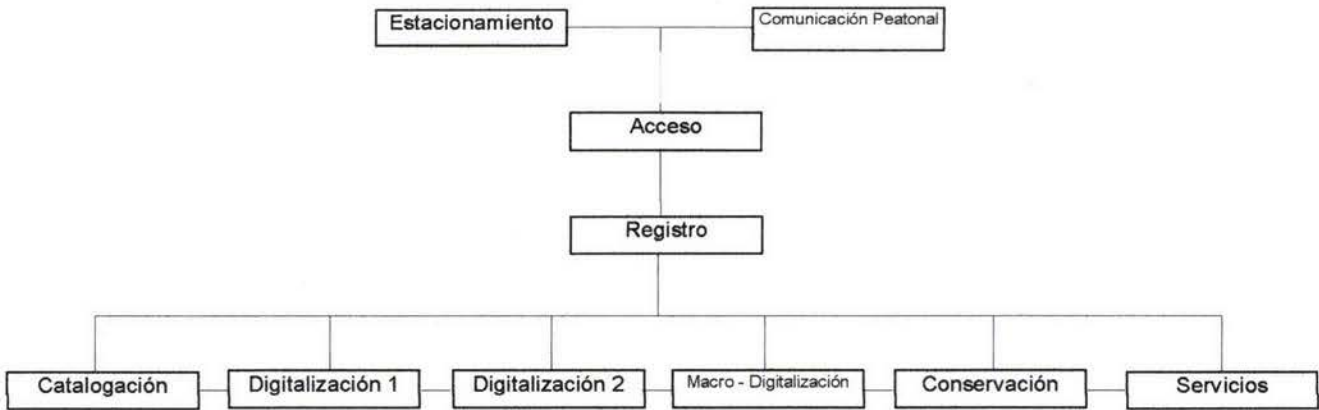 Estacionamiento
Comunicación Peatonal
Acceso
Registro
Catalogación
Digitalización 1
Digitalización 2
Macro - Digitalización
Conservación
Servicios